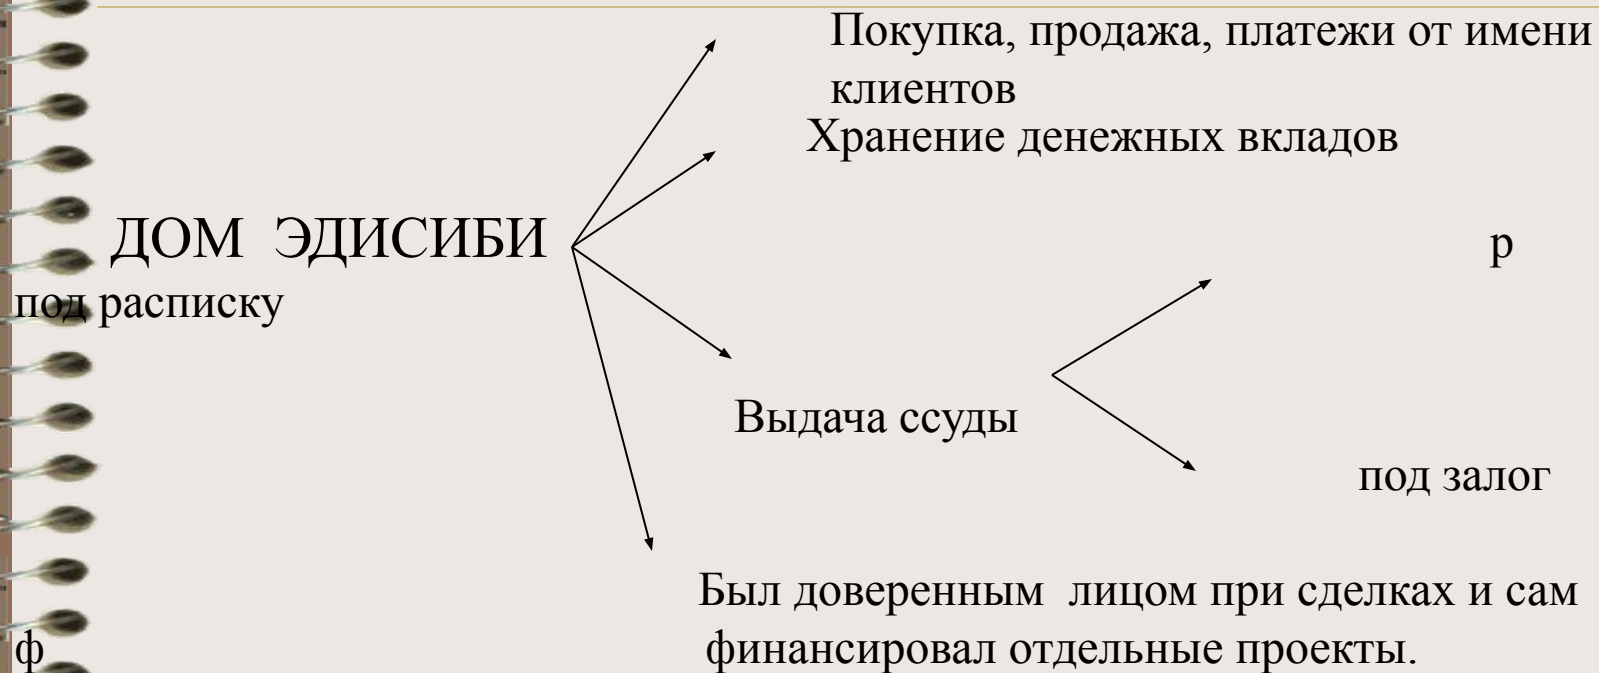 Покупка, продажа, платежи от имени
клиентов
Хранение денежных вкладов
ДОМ ЭДИСИБИ
р
под расписку
Выдача ссуды
под залог
Был доверенным лицом при сделках и сам
ф
финансировал отдельные проекты.